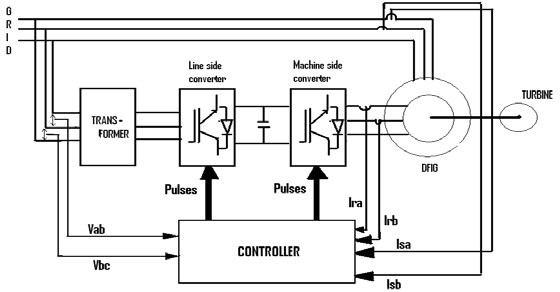 G
R
I
D
Line side
converter
Machine side
converter
TURBINE
TRANS -
FORMER
DFIG
Pulses
Pulses
Ira
Irb
Vab
CONTROLLER
Isa
Vbc
Isb